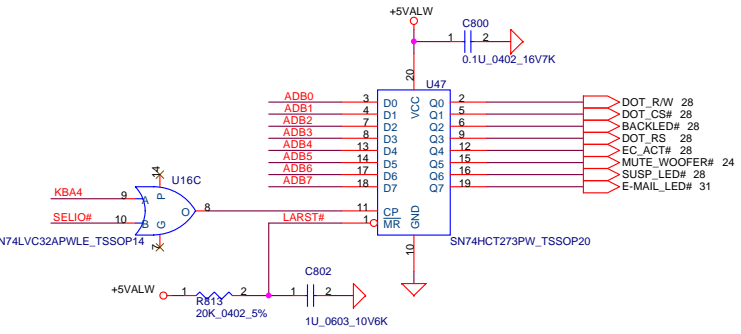 +5VALW
C800
1 2
0.1U_0402_16V7K
20
U47
VCC
ADB0 3 D0 Q0 2 DOT_R/W 28
ADB1 4 D1 Q1 5 DOT_CS# 28
ADB2 7 D2 Q2 6 BACKLED# 28
ADB3 8 D3 Q3 9 DOT_RS 28
ADB4 13 D4 Q4 12 EC_ACT# 28
ADB5 14 D5 Q5 15 MUTE_WOOFER# 24
ADB6 17 D6 Q6 16 SUSP_LED# 28
ADB7 18 D7 Q7 19 E-MAIL_LED# 31
14
U16C
KBA4 9 A P
O 8
SELIO# 10 B G
7
N74LVC32APWLE_TSSOP14
11 CP
LARST# 1 MR
GND
10
SN74HCT273PW_TSSOP20
+5VALW 1 2
R813
20K_0402_5%
C802
1 2
1U_0603_10V6K